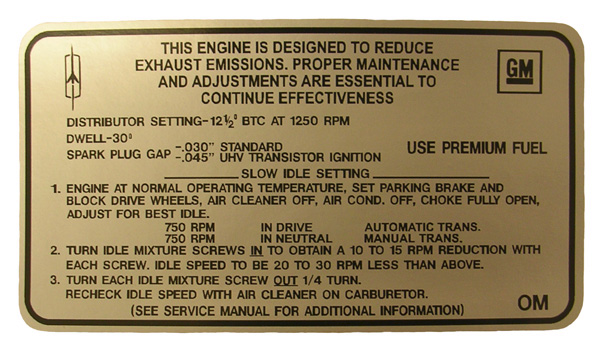 THIS ENGINE IS DESIGNED TO REDUCE
EXHAUST EMISSIONS. PROPER MAINTENANCE
AND ADJUSTMENTS ARE ESSENTIAL TO
CONTINUE EFFECTIVENESS
GM
DISTRIBUTOR SETTING-12½° BTC AT 1250 RPM
DWELL-30°
SPARK PLUG GAP -.030" STANDARD
-.045" UHV TRANSISTOR IGNITION
USE PREMIUM FUEL
SLOW IDLE SETTING
1. ENGINE AT NORMAL OPERATING TEMPERATURE, SET PARKING BRAKE AND
BLOCK DRIVE WHEELS, AIR CLEANER OFF, AIR COND. OFF, CHOKE FULLY OPEN,
ADJUST FOR BEST IDLE.
750 RPM IN DRIVE AUTOMATIC TRANS.
750 RPM IN NEUTRAL MANUAL TRANS.
2. TURN IDLE MIXTURE SCREWS IN TO OBTAIN A 10 TO 15 RPM REDUCTION WITH
EACH SCREW. IDLE SPEED TO BE 20 TO 30 RPM LESS THAN ABOVE.
3. TURN EACH IDLE MIXTURE SCREW OUT 1/4 TURN.
RECHECK IDLE SPEED WITH AIR CLEANER ON CARBURETOR.
(SEE SERVICE MANUAL FOR ADDITIONAL INFORMATION)
OM